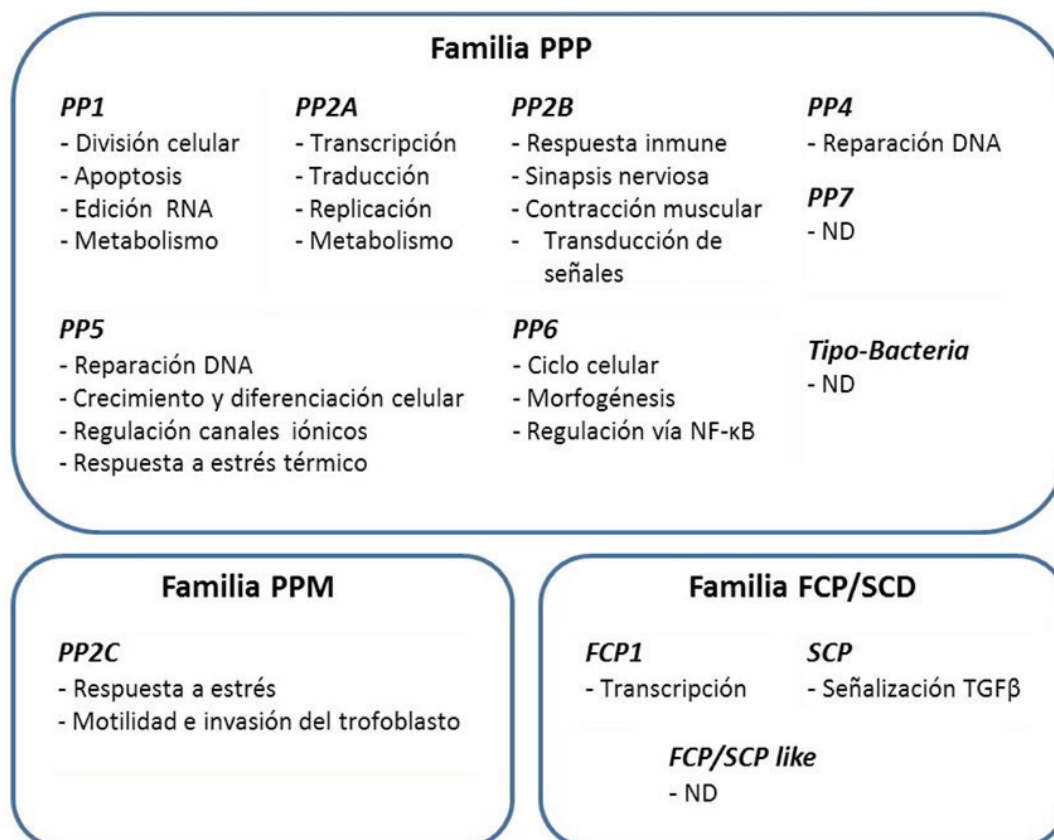 Familia PPP
PP1
- División celular
- Apoptosis
- Edición RNA
- Metabolismo
PP2A
- Transcripción
- Traducción
- Replicación
- Metabolismo
PP2B
- Respuesta inmune
- Sinapsis nerviosa
- Contracción muscular
- Transducción de
señales
PP4
- Reparación DNA
PP7
- ND
PP5
- Reparación DNA
- Crecimiento y diferenciación celular
- Regulación canales iónicos
- Respuesta a estrés térmico
PP6
- Ciclo celular
- Morfogénesis
- Regulación vía NF-κB
Tipo-Bacteria
- ND
Familia PPM
PP2C
- Respuesta a estrés
- Motilidad e invasión del trofoblasto
Familia FCP/SCD
FCP1
- Transcripción
SCP
- Señalización TGFβ
FCP/SCP like
- ND